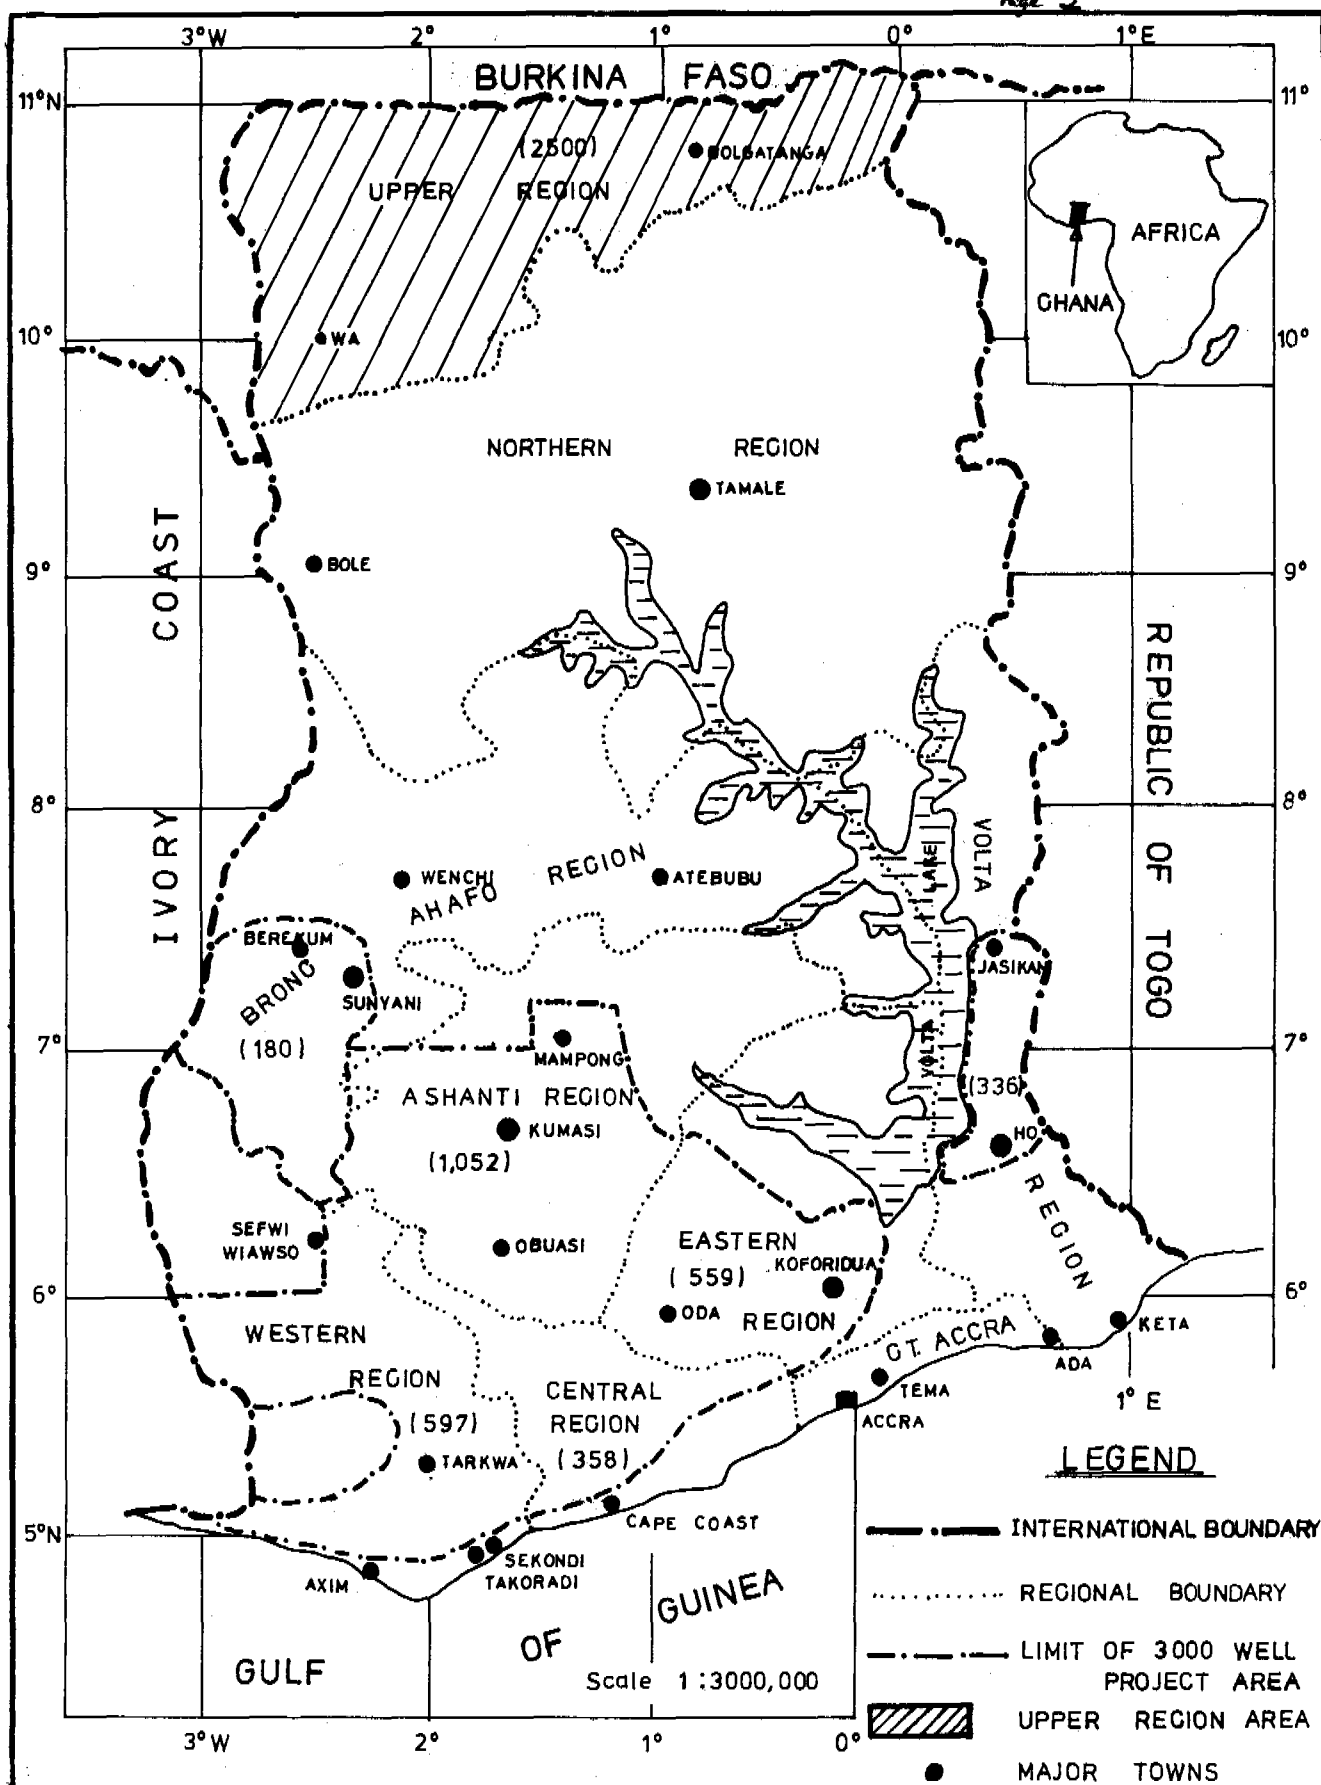 Page 2
3°W 2° 1° 0° 1°E
BURKINA FASO
11°N
11°
(2500)
BOLGATANGA
UPPER REGION
AFRICA
GHANA
WA
10°
10°
NORTHERN REGION
TAMALE
IVORY COAST
BOLE
9°
9°
REPUBLIC OF TOGO
8°
8°
VOLTA
LAKE
WENCHI
AHAFO REGION
ATEBUBU
BEREKUM
BRONG
SUNYANI
JASIKAN
(180)
7°
7°
MAMPONG
VOLTA
ASHANTI REGION
(336)
KUMASI
HO
(1,052)
REGION
SEFWI
WIAWSO
OBUASI
EASTERN
(559)
KOFORIDUA
6°
6°
ODA
REGION
WESTERN
GT. ACCRA
KETA
ADA
REGION
CENTRAL
TEMA
1° E
(597)
REGION
ACCRA
TARKWA
(358)
LEGEND
5°N
CAPE COAST
INTERNATIONAL BOUNDARY
SEKONDI
TAKORADI
AXIM
REGIONAL BOUNDARY
GULF OF GUINEA
LIMIT OF 3000 WELL
PROJECT AREA
Scale 1:3000,000
UPPER REGION AREA
3°W 2° 1° 0°
MAJOR TOWNS